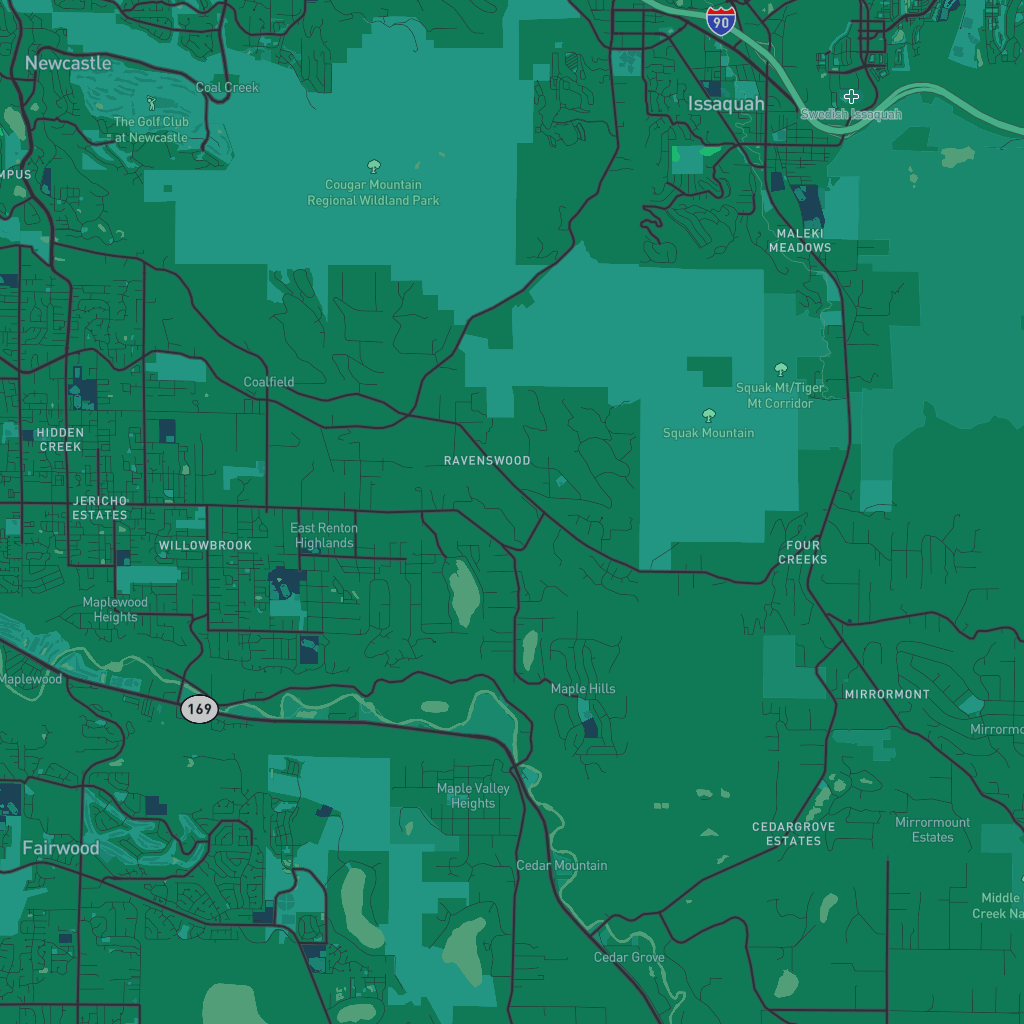 90
Newcastle
Coal Creek
Issaquah
Swedish Issaquah
The Golf Club
at Newcastle
MPUS
Cougar Mountain
Regional Wildland Park
MALEKI
MEADOWS
Coalfield
Squak Mt/Tiger
Mt Corridor
Squak Mountain
HIDDEN
CREEK
RAVENSWOOD
JERICHO
ESTATES
East Renton
Highlands
WILLOWBROOK
FOUR
CREEKS
Maplewood
Heights
Maplewood
Maple Hills
MIRRORMONT
169
Mirrormo
Maple Valley
Heights
CEDARGROVE
ESTATES
Mirrormount
Estates
Fairwood
Cedar Mountain
Middle
Creek Na
Cedar Grove